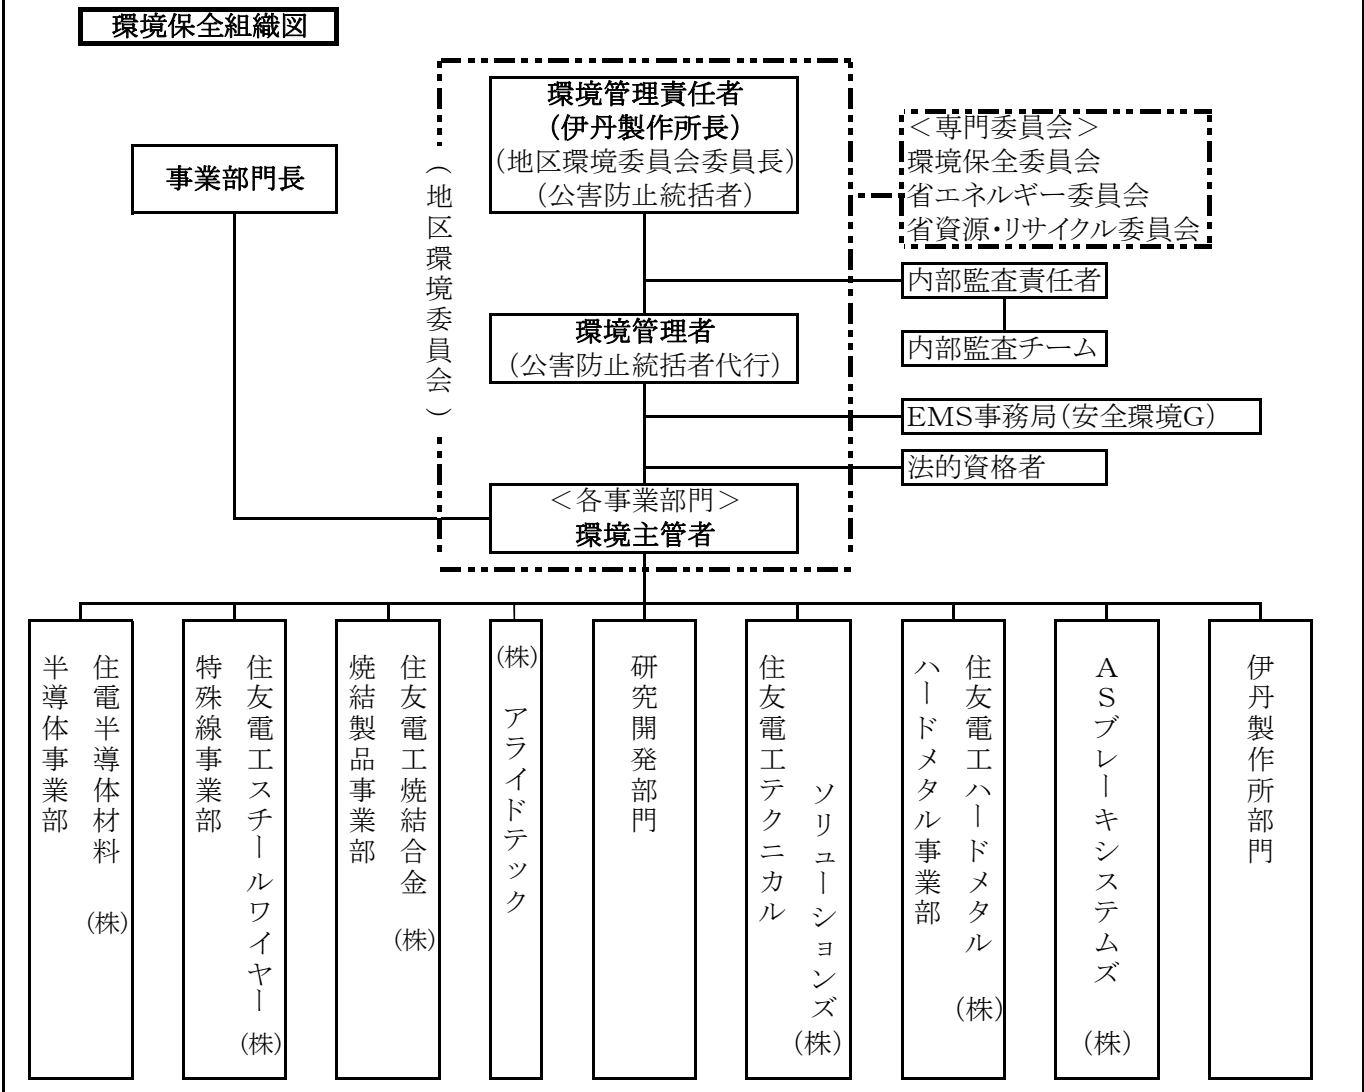 環境保全組織図
環境管理責任者
（伊丹製作所長）
（地区環境委員会委員長）
（公害防止統括者）
＜専門委員会＞
環境保全委員会
省エネルギー委員会
省資源・リサイクル委員会
事業部門長
（地区環境委員会）
内部監査責任者
環境管理者
（公害防止統括者代行）
内部監査チーム
EMS事務局（安全環境G）
法的資格者
＜各事業部門＞
環境主管者
住電半導体材料（株）
半導体事業部
住友電工スチールワイヤー（株）
特殊線事業部
住友電工焼結合金（株）
焼結製品事業部
（株）アライドテック
研究開発部門
住友電工テクニカル
ソリューションズ（株）
住友電工ハードメタル（株）
ハードメタル事業部
ASブレーキシステムズ（株）
伊丹製作所部門